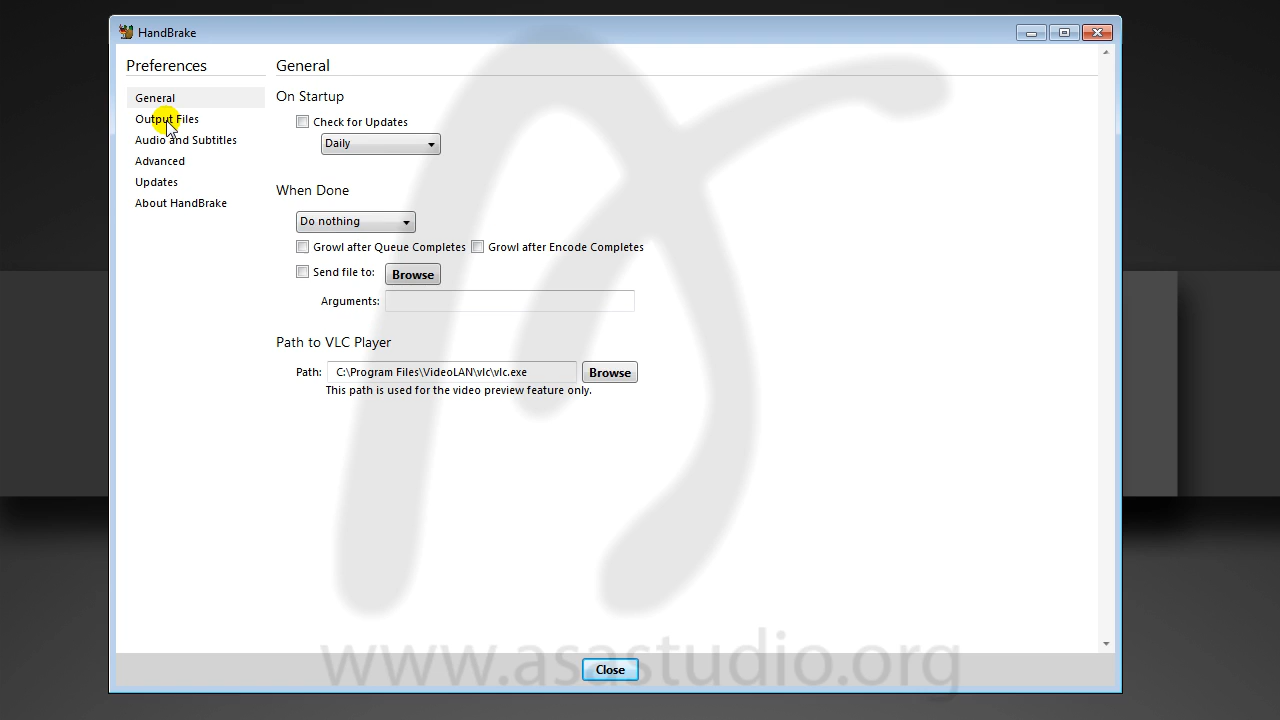 HandBrake
Preferences
General
Output Files
Audio and Subtitles
Advanced
Updates
About HandBrake
General
On Startup
Check for Updates
Daily
When Done
Do nothing
Growl after Queue Completes Growl after Encode Completes
Send file to: Browse
Arguments:
Path to VLC Player
Path: C:\Program Files\VideoLAN\vlc\vlc.exe Browse
This path is used for the video preview feature only.
www.asastudio.org
Close